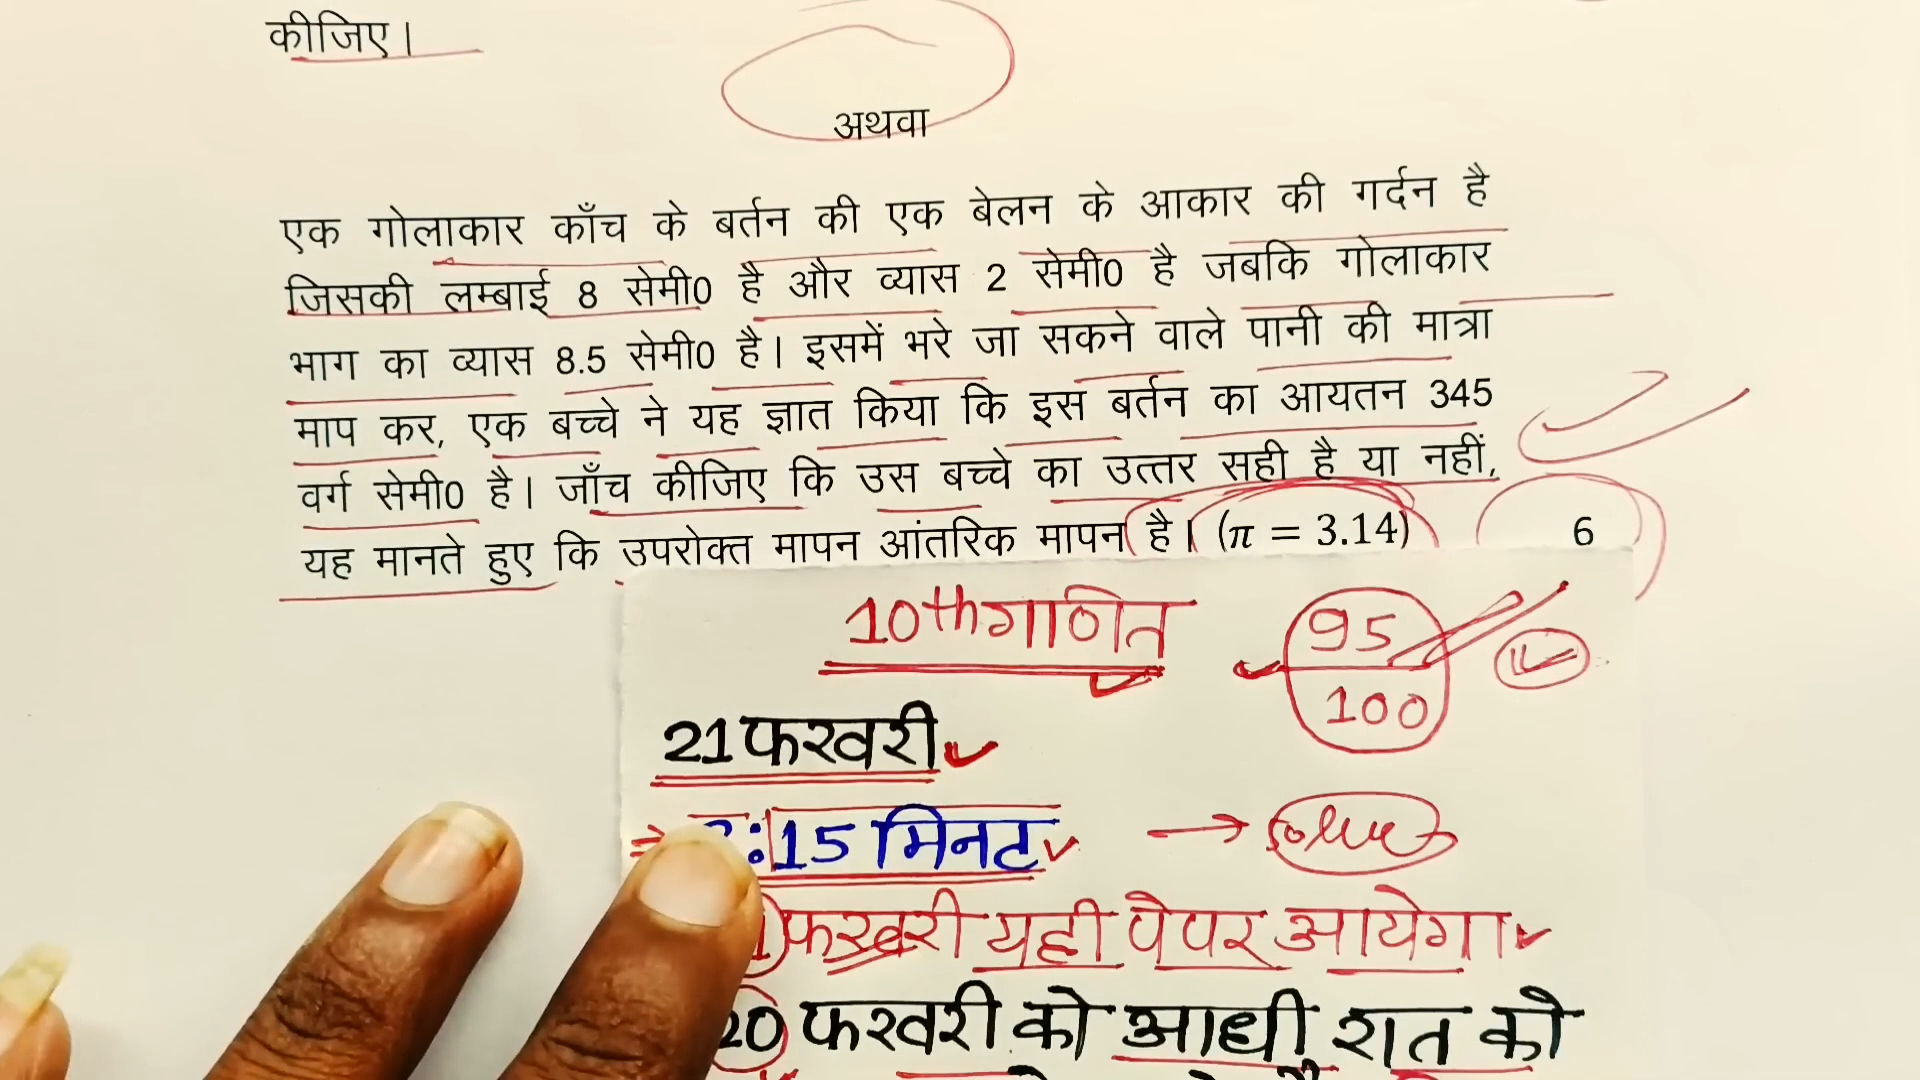 कीजिए।
अथवा
एक गोलाकार काँच के बर्तन की एक बेलन के आकार की गर्दन है
जिसकी लम्बाई 8 सेमी0 है और व्यास 2 सेमी0 है जबकि गोलाकार
भाग का व्यास 8.5 सेमी0 है। इसमें भरे जा सकने वाले पानी की मात्रा
माप कर, एक बच्चे ने यह ज्ञात किया कि इस बर्तन का आयतन 345
वर्ग सेमी0 है। जाँच कीजिए कि उस बच्चे का उत्तर सही है या नहीं,
यह मानते हुए कि उपरोक्त मापन आंतरिक मापन है। (π = 3.14) 6
10th गणित 95
100
21 फरवरी
:15 मिनट → Solve
फरवरी यही पेपर आयेगा
20 फरवरी को आधी रात को